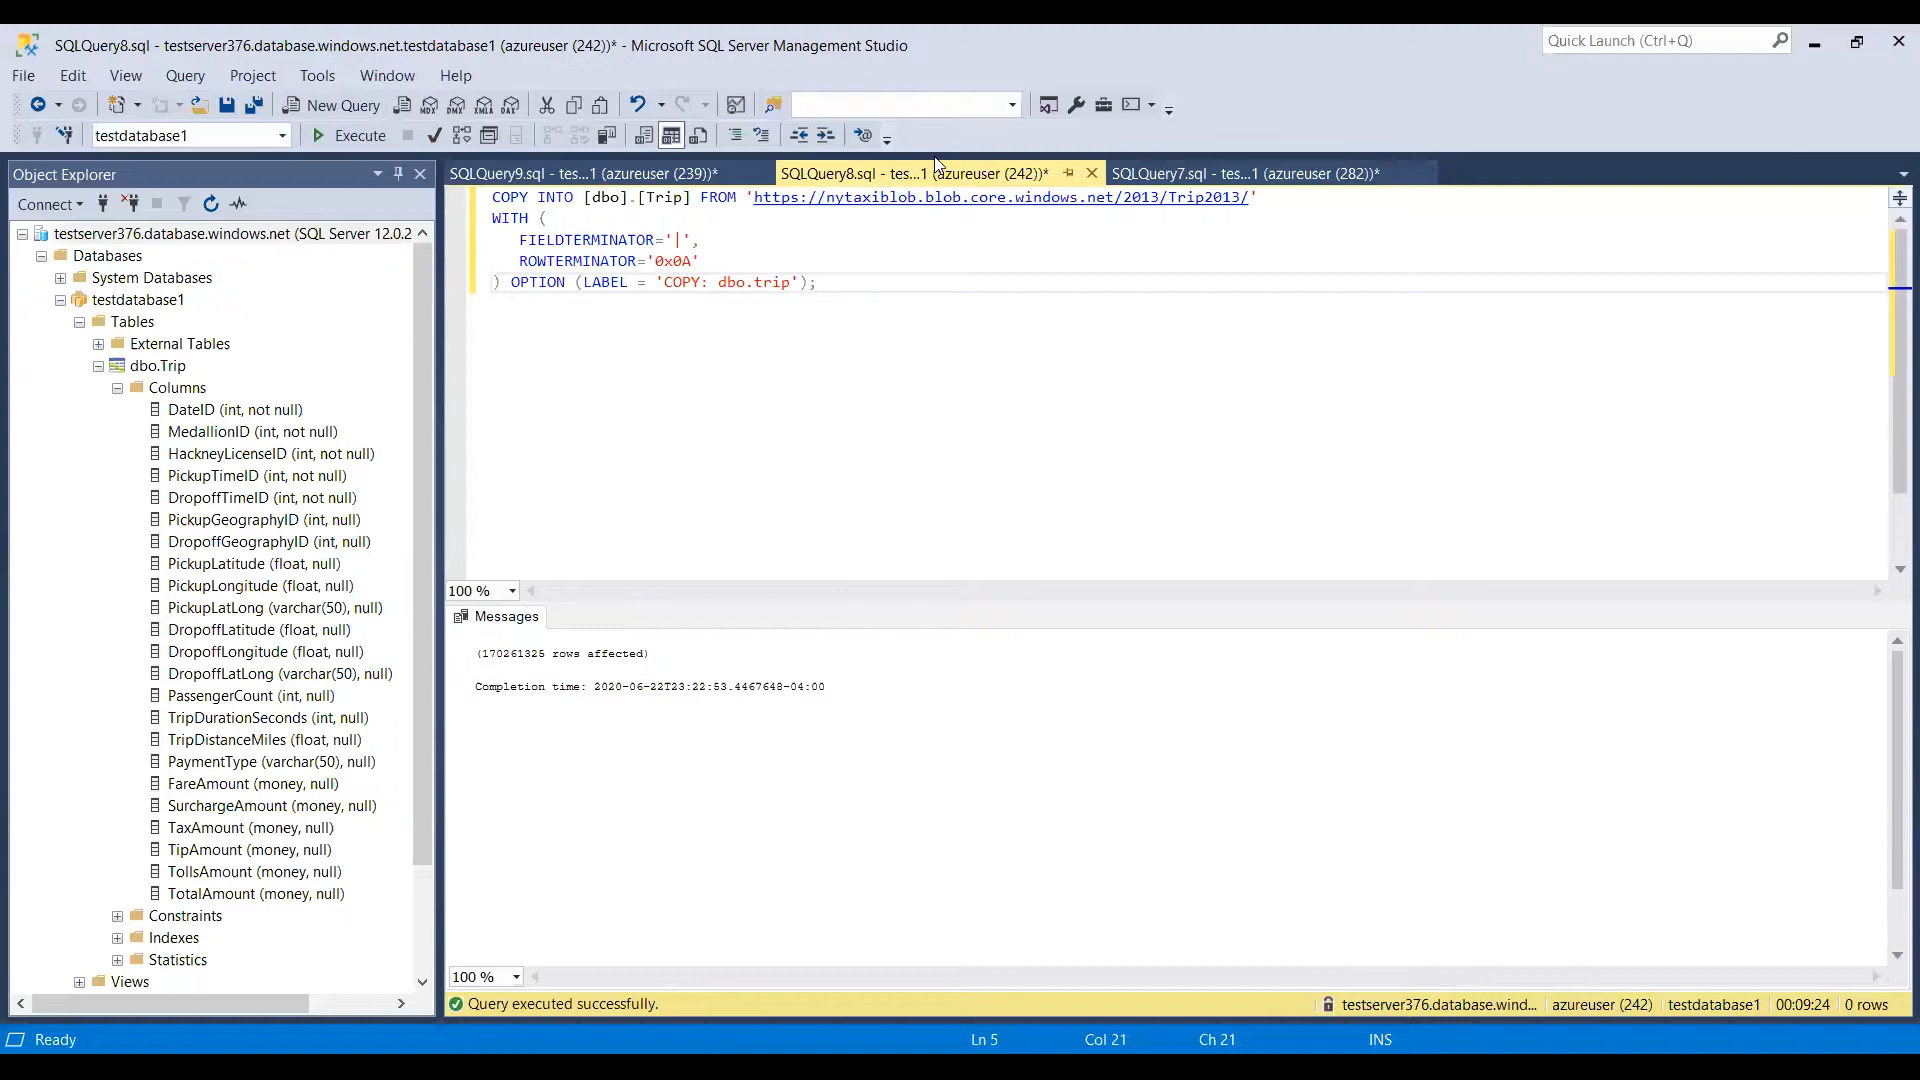 SQLQuery8.sql - testserver376.database.windows.net.testdatabase1 (azureuser (242))* - Microsoft SQL Server Management Studio
Quick Launch (Ctrl+Q)
File Edit View Query Project Tools Window Help
New Query
MDX DMX XMLA DAX
testdatabase1
Execute
Object Explorer
SQLQuery9.sql - tes...1 (azureuser (239))*
SQLQuery8.sql - tes...1 (azureuser (242))*
SQLQuery7.sql - tes...1 (azureuser (282))*
Connect
testserver376.database.windows.net (SQL Server 12.0.2
Databases
System Databases
testdatabase1
Tables
External Tables
dbo.Trip
Columns
DateID (int, not null)
MedallionID (int, not null)
HackneyLicenseID (int, not null)
PickupTimeID (int, not null)
DropoffTimeID (int, not null)
PickupGeographyID (int, null)
DropoffGeographyID (int, null)
PickupLatitude (float, null)
PickupLongitude (float, null)
PickupLatLong (varchar(50), null)
DropoffLatitude (float, null)
DropoffLongitude (float, null)
DropoffLatLong (varchar(50), null)
PassengerCount (int, null)
TripDurationSeconds (int, null)
TripDistanceMiles (float, null)
PaymentType (varchar(50), null)
FareAmount (money, null)
SurchargeAmount (money, null)
TaxAmount (money, null)
TipAmount (money, null)
TollsAmount (money, null)
TotalAmount (money, null)
Constraints
Indexes
Statistics
Views
COPY INTO [dbo].[Trip] FROM 'https://nytaxiblob.blob.core.windows.net/2013/Trip2013/'
WITH (
FIELDTERMINATOR='|',
ROWTERMINATOR='0x0A'
) OPTION (LABEL = 'COPY: dbo.trip');
100 %
Messages
(170261325 rows affected)
Completion time: 2020-06-22T23:22:53.4467648-04:00
100 %
Query executed successfully.
testserver376.database.wind... azureuser (242) testdatabase1 00:09:24 0 rows
Ready
Ln 5 Col 21 Ch 21 INS